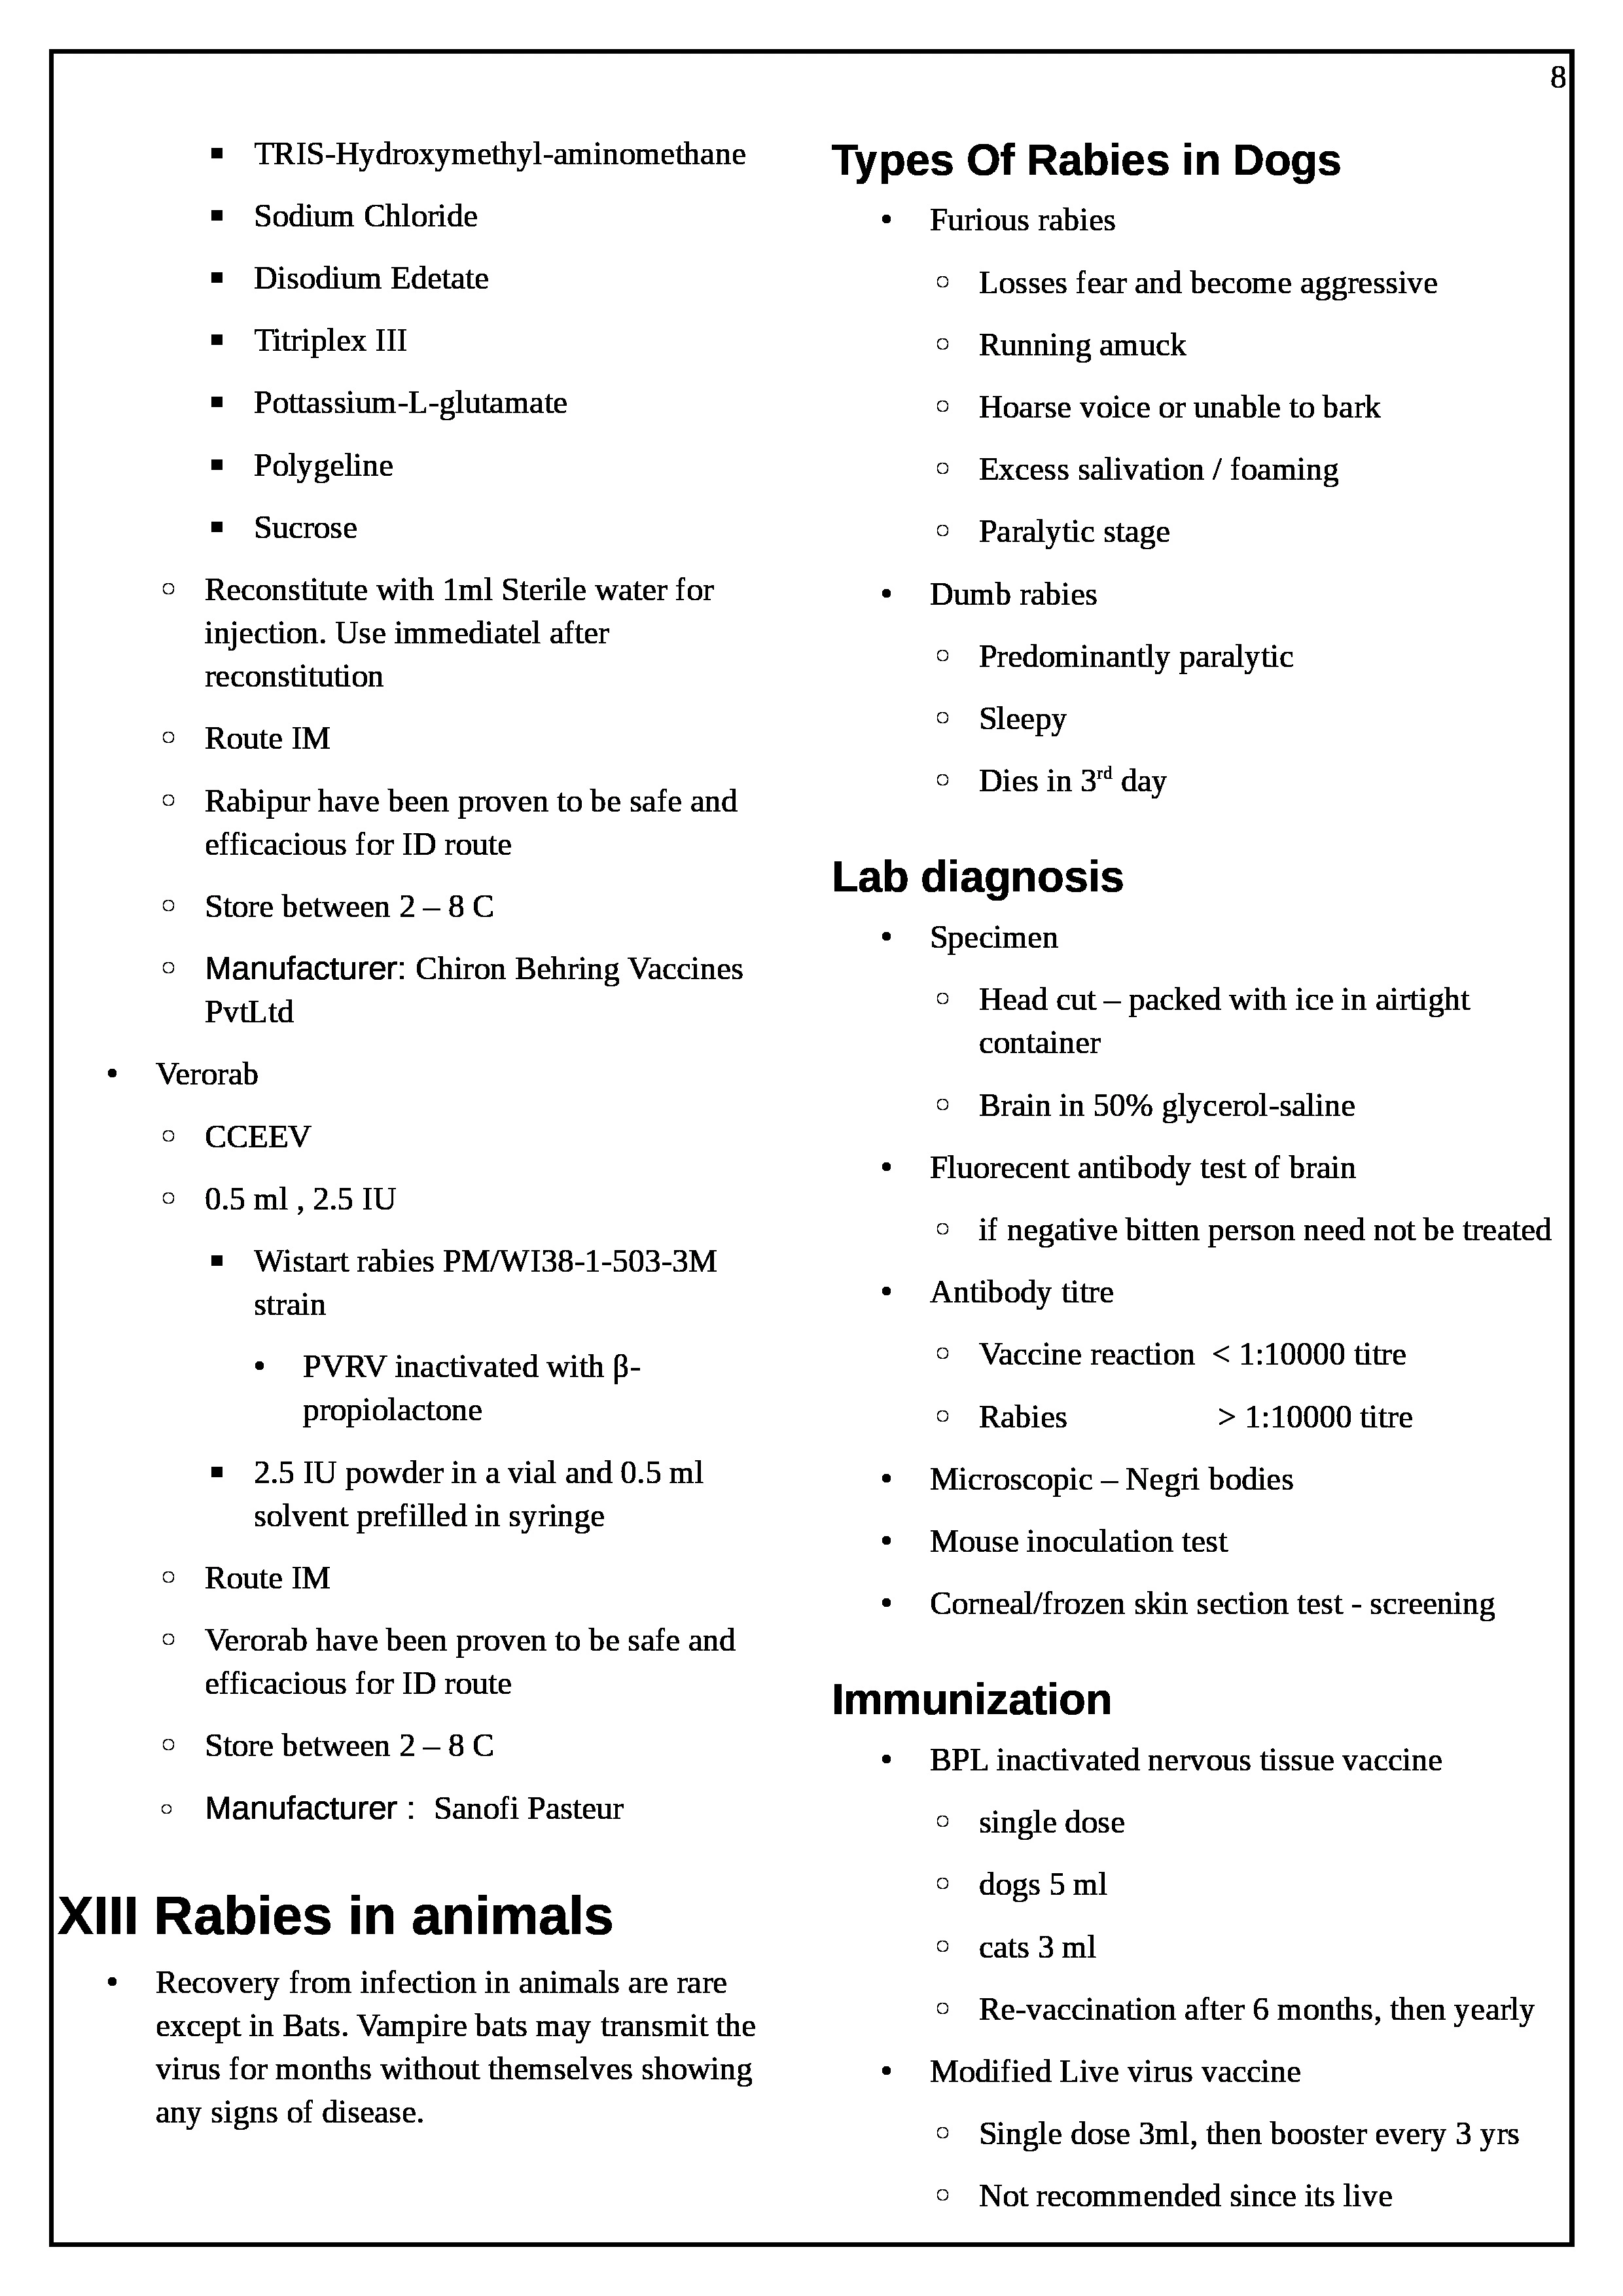 8
TRIS-Hydroxymethyl-aminomethane
Sodium Chloride
Disodium Edetate
Titriplex III
Pottassium-L-glutamate
Polygeline
Sucrose
Reconstitute with 1ml Sterile water for
injection. Use immediatel after
reconstitution
Route IM
Rabipur have been proven to be safe and
efficacious for ID route
Store between 2 – 8 C
Manufacturer: Chiron Behring Vaccines
PvtLtd
Verorab
CCEEV
0.5 ml , 2.5 IU
Wistart rabies PM/WI38-1-503-3M
strain
PVRV inactivated with β-
propiolactone
2.5 IU powder in a vial and 0.5 ml
solvent prefilled in syringe
Route IM
Verorab have been proven to be safe and
efficacious for ID route
Store between 2 – 8 C
Manufacturer :  Sanofi Pasteur
XIII Rabies in animals
Recovery from infection in animals are rare
except in Bats. Vampire bats may transmit the
virus for months without themselves showing
any signs of disease.
Types Of Rabies in Dogs
Furious rabies
Losses fear and become aggressive
Running amuck
Hoarse voice or unable to bark
Excess salivation / foaming
Paralytic stage
Dumb rabies
Predominantly paralytic
Sleepy
Dies in 3rd day
Lab diagnosis
Specimen
Head cut – packed with ice in airtight
container
Brain in 50% glycerol-saline
Fluorecent antibody test of brain
if negative bitten person need not be treated
Antibody titre
Vaccine reaction  < 1:10000 titre
Rabies > 1:10000 titre
Microscopic – Negri bodies
Mouse inoculation test
Corneal/frozen skin section test - screening
Immunization
BPL inactivated nervous tissue vaccine
single dose
dogs 5 ml
cats 3 ml
Re-vaccination after 6 months, then yearly
Modified Live virus vaccine
Single dose 3ml, then booster every 3 yrs
Not recommended since its live